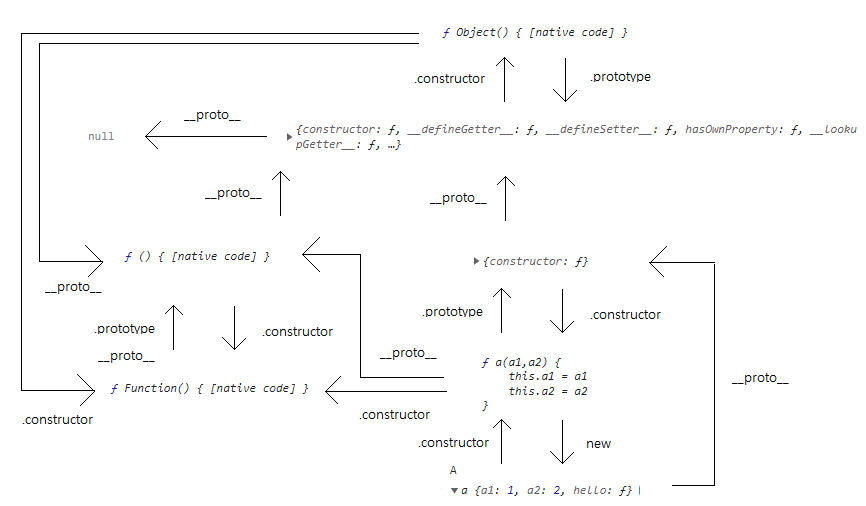 ƒ Object() { [native code] }
.constructor
.prototype
__proto__
null
{constructor: ƒ, __defineGetter__: ƒ, __defineSetter__: ƒ, hasOwnProperty: ƒ, __looku
pGetter__: ƒ, …}
__proto__
__proto__
ƒ () { [native code] }
{constructor: ƒ}
__proto__
.prototype
.constructor
.prototype
.constructor
__proto__
__proto__
ƒ a(a1,a2) {
this.a1 = a1
this.a2 = a2
}
__proto__
ƒ Function() { [native code] }
.constructor
.constructor
.constructor
new
A
a {a1: 1, a2: 2, hello: ƒ}